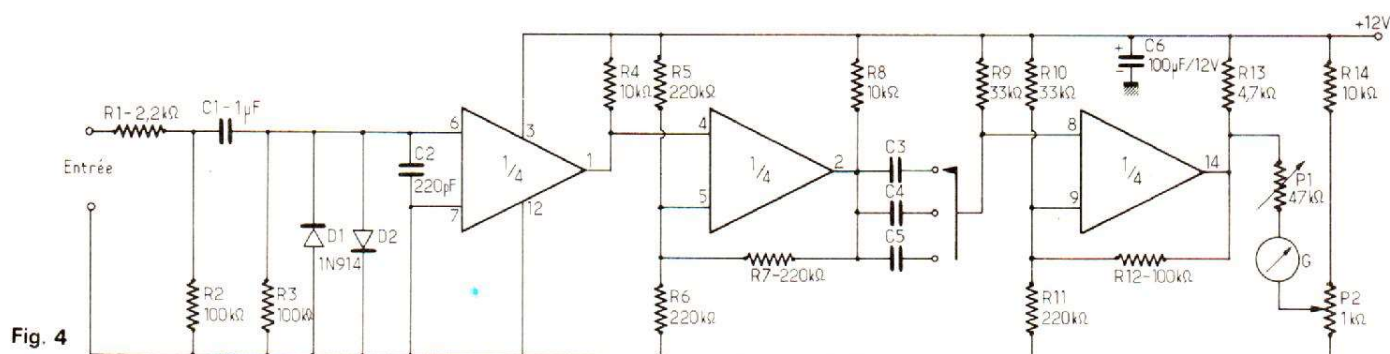 +12V
C6
100µF/12V
R4
10kΩ
R5
220kΩ
R8
10kΩ
R9
33kΩ
R10
33kΩ
R13
4,7kΩ
R14
10kΩ
R1-2,2kΩ
C1-1µF
Entrée
6
3
1
C2
220pF
1/4
7
12
4
2
1/4
5
C3
C4
C5
8
14
1/4
9
P1
47kΩ
D1
1N914
D2
G
R7-220kΩ
R12-100kΩ
R2
100kΩ
R3
100kΩ
R6
220kΩ
R11
220kΩ
P2
1kΩ
Fig. 4